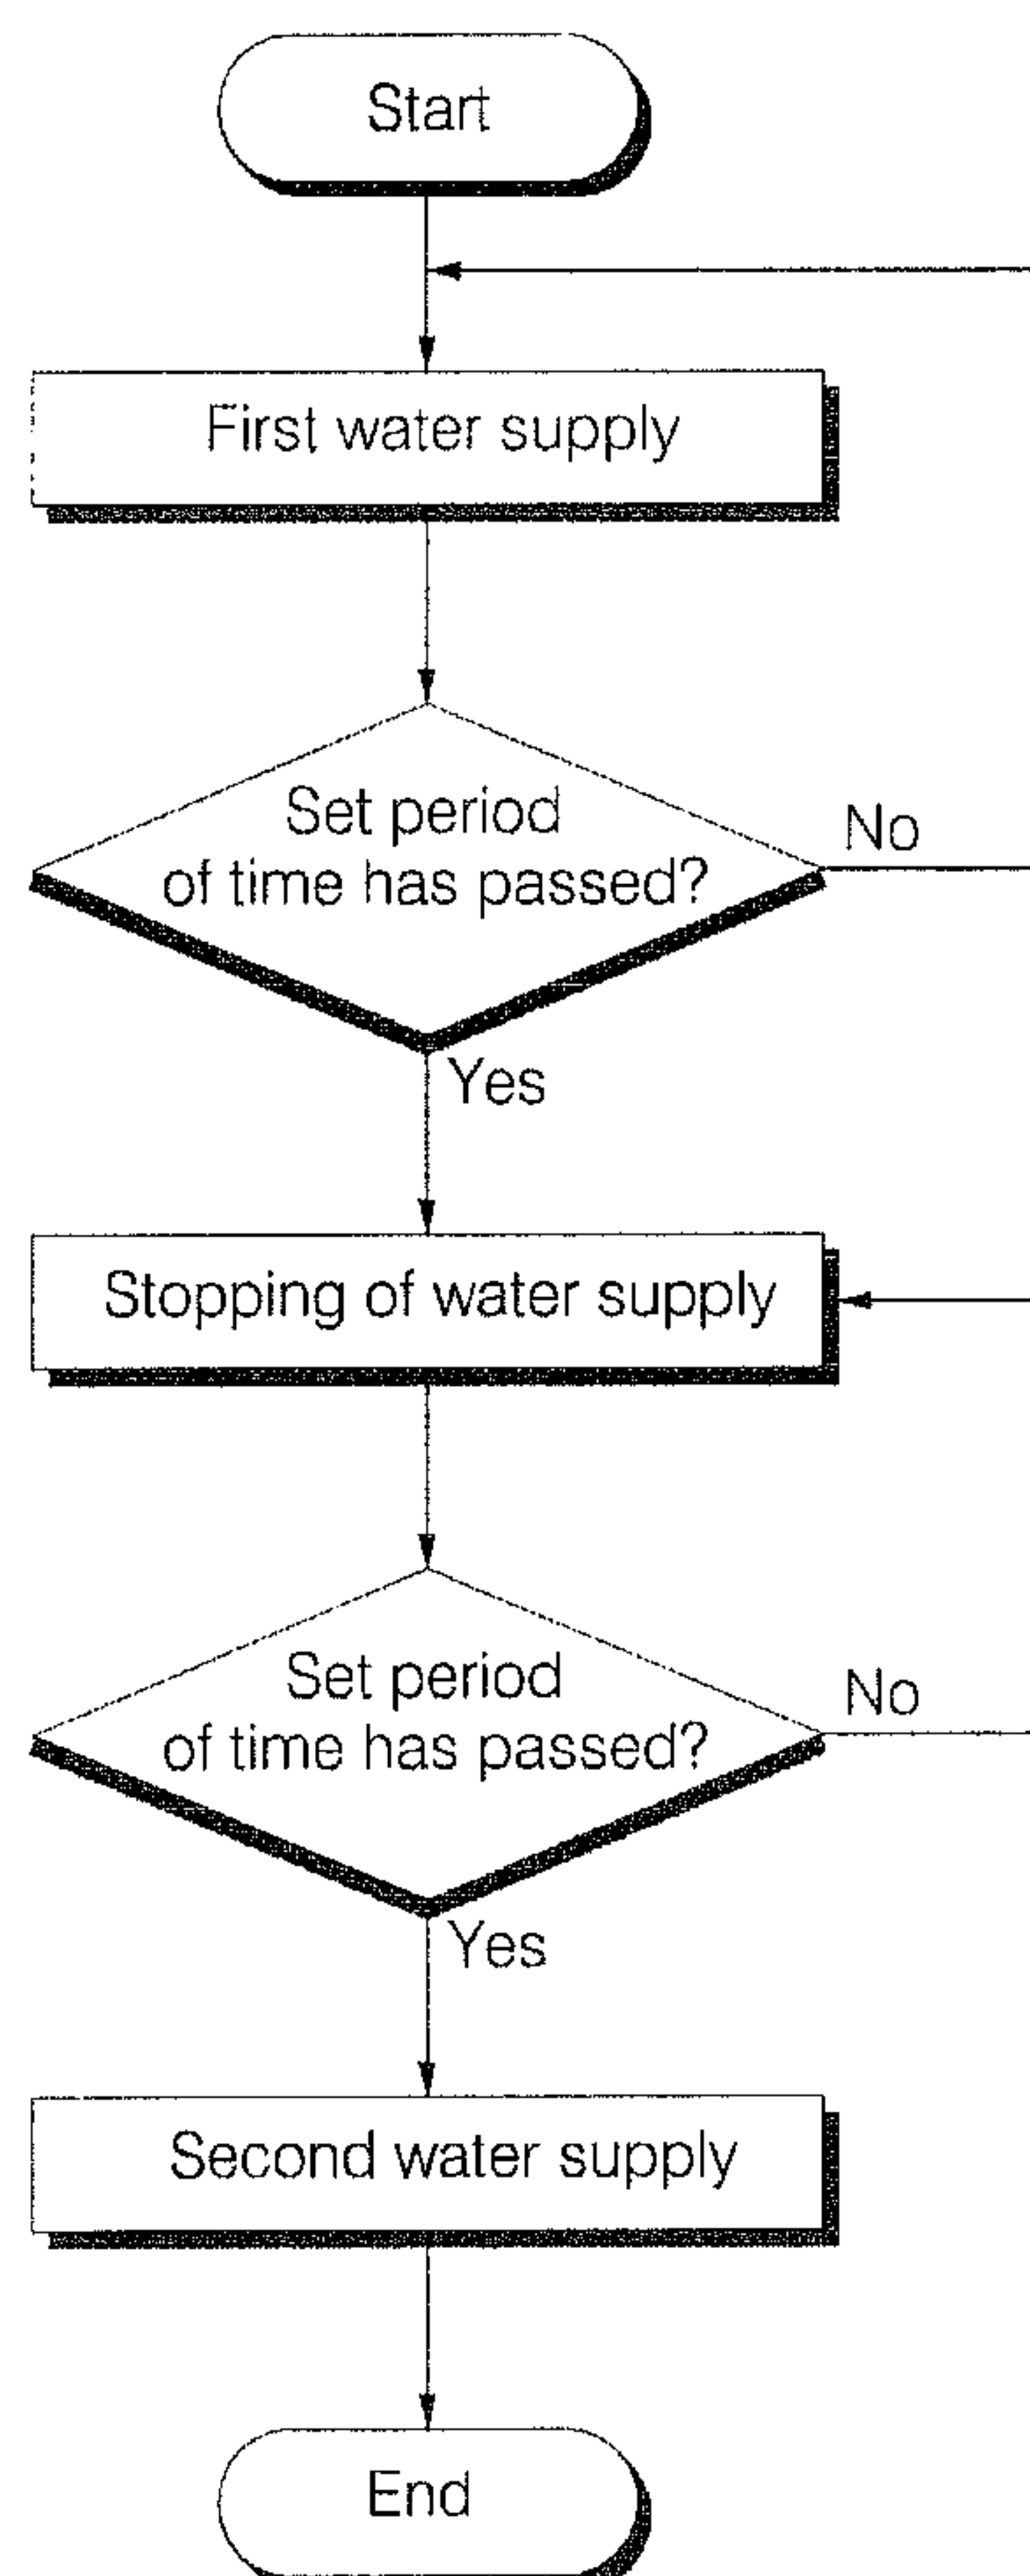 Start
First water supply
Set period
of time has passed?
No
Yes
Stopping of water supply
Set period
of time has passed?
No
Yes
Second water supply
End